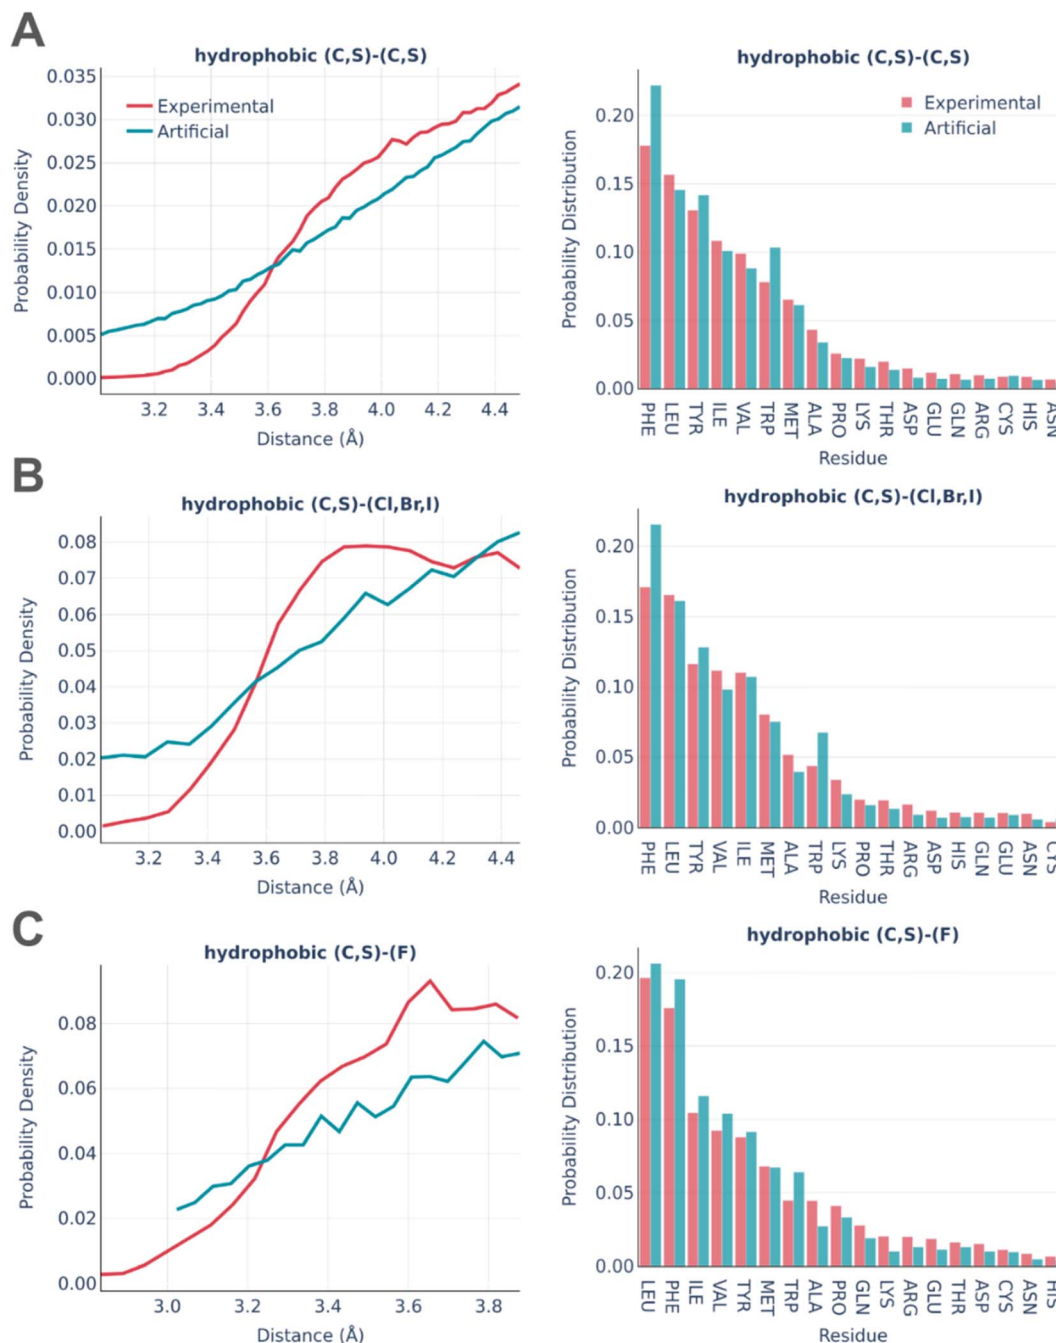 A
hydrophobic (C,S)-(C,S)
Experimental
Artificial
Probability Density
0.035
0.030
0.025
0.020
0.015
0.010
0.005
0.000
3.2 3.4 3.6 3.8 4.0 4.2 4.4
Distance (Å)
hydrophobic (C,S)-(C,S)
Experimental
Artificial
Probability Distribution
0.20
0.15
0.10
0.05
0.00
PHE LEU TYR ILE VAL TRP MET ALA PRO LYS THR ASP GLU GLN ARG CYS HIS ASN
Residue
B
hydrophobic (C,S)-(Cl,Br,I)
Probability Density
0.08
0.07
0.06
0.05
0.04
0.03
0.02
0.01
0.00
3.2 3.4 3.6 3.8 4.0 4.2 4.4
Distance (Å)
hydrophobic (C,S)-(Cl,Br,I)
Probability Distribution
0.20
0.15
0.10
0.05
0.00
PHE LEU TYR VAL ILE MET ALA TRP LYS PRO THR ARG ASP HIS GLN GLU ASN CYS
Residue
C
hydrophobic (C,S)-(F)
Probability Density
0.08
0.06
0.04
0.02
0.00
3.0 3.2 3.4 3.6 3.8
Distance (Å)
hydrophobic (C,S)-(F)
Probability Distribution
0.20
0.15
0.10
0.05
0.00
LEU PHE ILE VAL TYR MET TRP ALA PRO GLN LYS ARG GLU THR ASP CYS ASN HIS
Residue